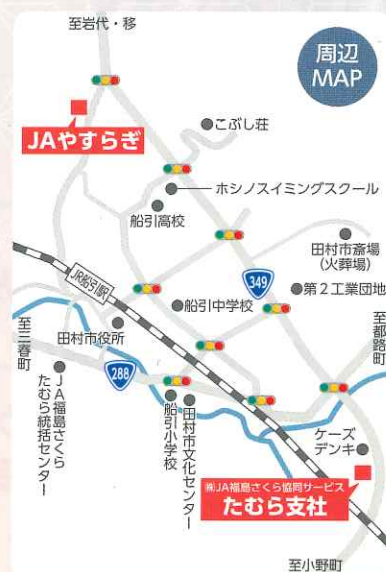 至岩代・移
周辺
MAP
JAやすらぎ
こぶし荘
ホシノスイミングスクール
船引高校
田村市斎場
(火葬場)
349
JR船引駅
第2工業団地
船引中学校
至三春町
田村市役所
至都路町
288
JA福島さくら
たむら統括センター
船引小学校
田村市文化センター
ケーズ
デンキ
㈱JA福島さくら協同サービス
たむら支社
至小野町